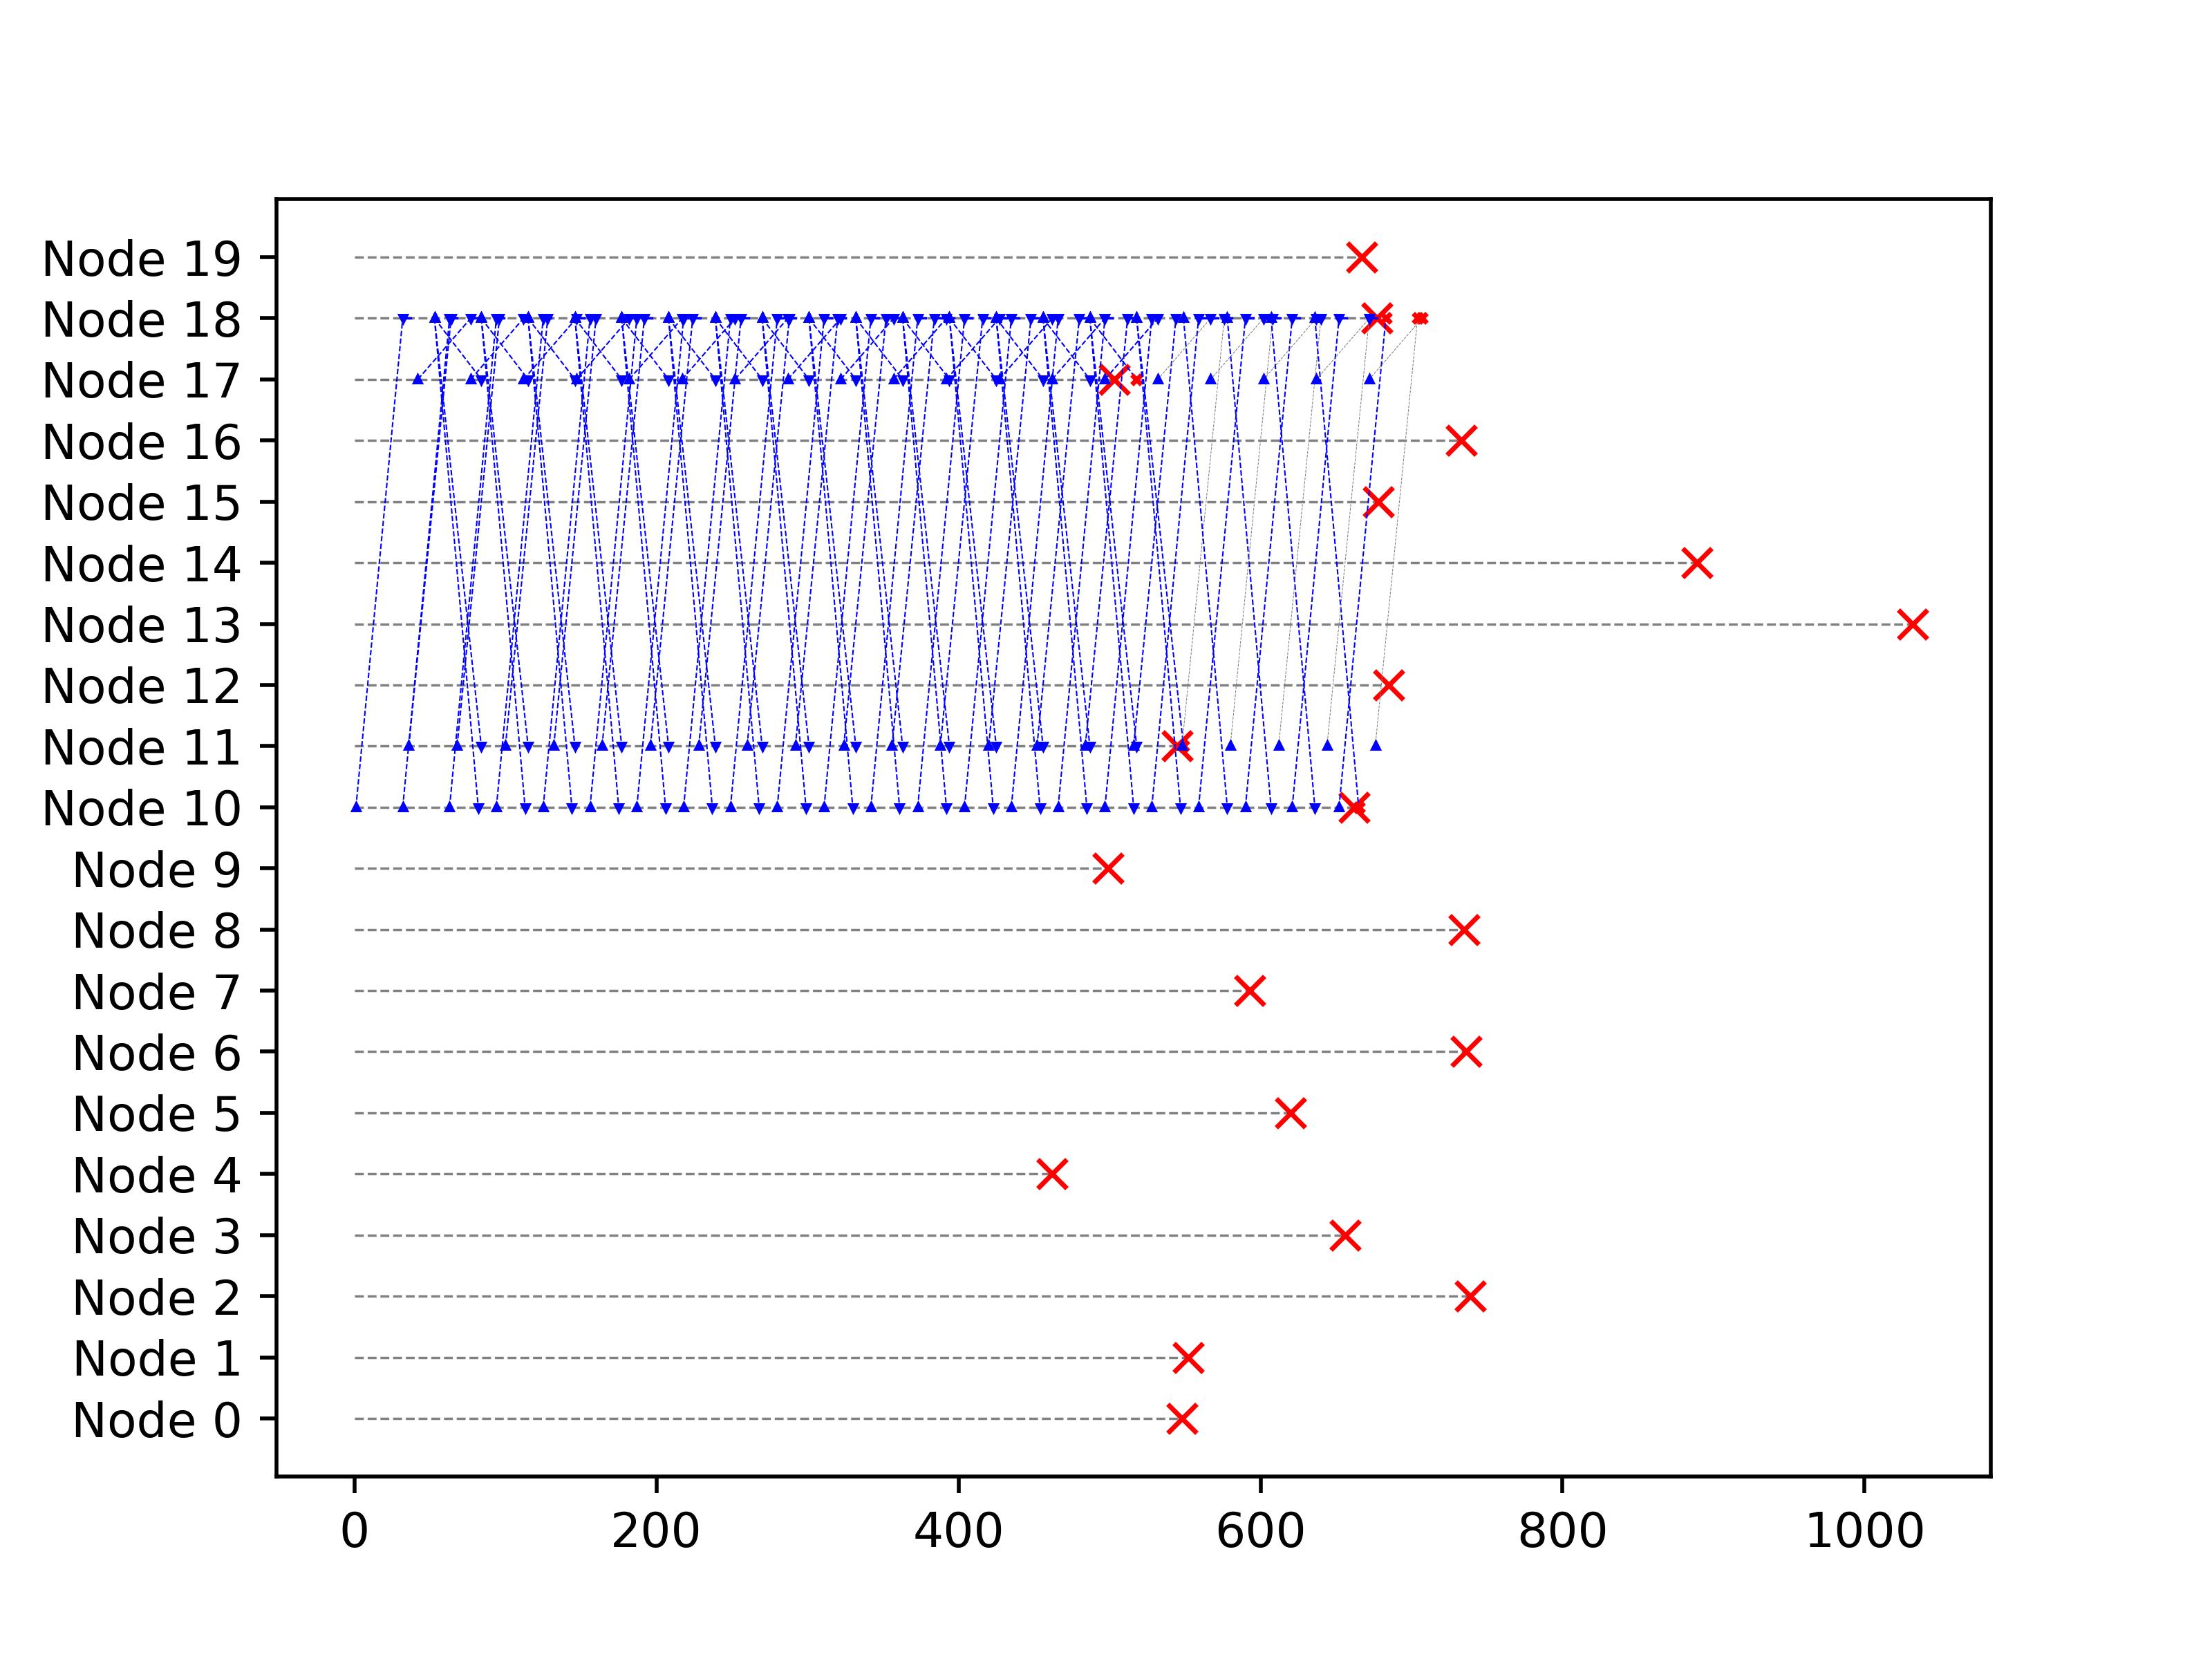 Node 19
Node 18
Node 17
Node 16
Node 15
Node 14
Node 13
Node 12
Node 11
Node 10
Node 9
Node 8
Node 7
Node 6
Node 5
Node 4
Node 3
Node 2
Node 1
Node 0
0 200 400 600 800 1000